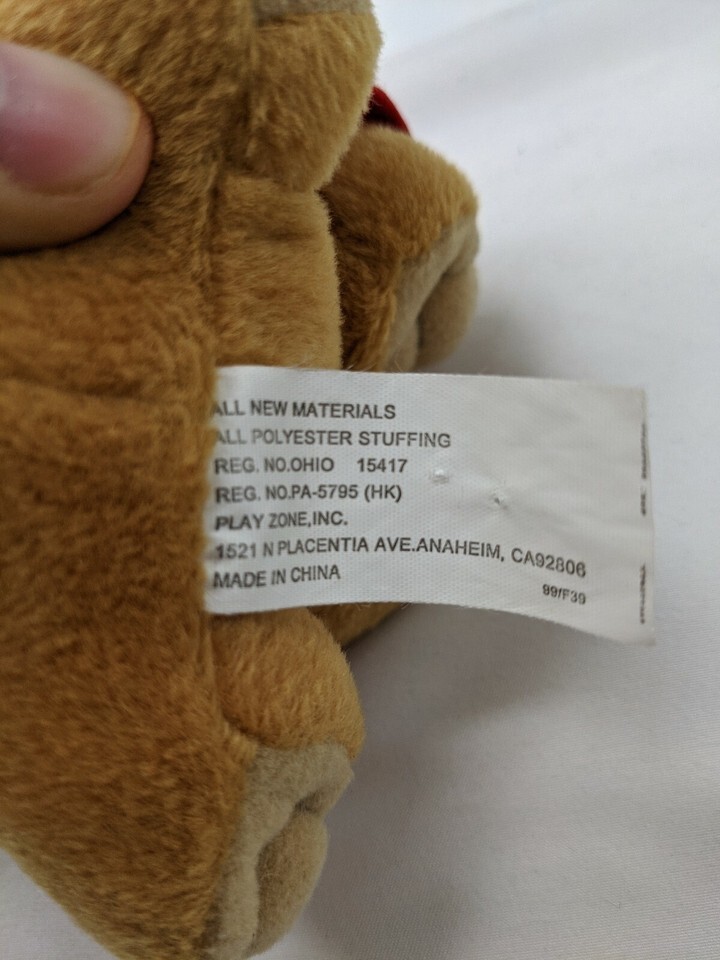 ALL NEW MATERIALS
ALL POLYESTER STUFFING
REG. NO.OHIO 15417
REG. NO.PA-5795 (HK)
PLAY ZONE,INC.
1521 N PLACENTIA AVE.ANAHEIM, CA92806
MADE IN CHINA
99/F39